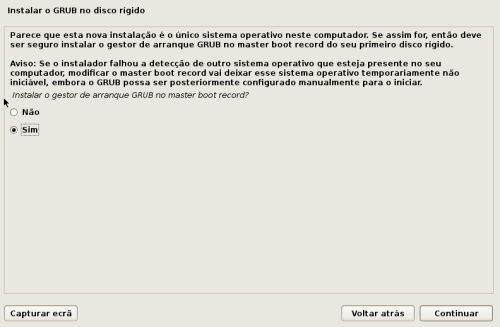 Instalar o GRUB no disco rígido
Parece que esta nova instalação é o único sistema operativo neste computador. Se assim for, então deve
ser seguro instalar o gestor de arranque GRUB no master boot record do seu primeiro disco rígido.
Aviso: Se o instalador falhou a detecção de outro sistema operativo que esteja presente no seu
computador, modificar o master boot record vai deixar esse sistema operativo temporariamente não
iniciável, embora o GRUB possa ser posteriormente configurado manualmente para o iniciar.
Instalar o gestor de arranque GRUB no master boot record?
Não
Sim
Capturar ecrã
Voltar atrás
Continuar